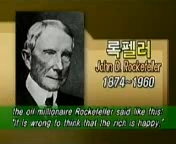 록펠러
John D. Rockefeller
1874~1960
the oil millionaire Rockefeller said like this'
"It is wrong to think that the rich is happy."